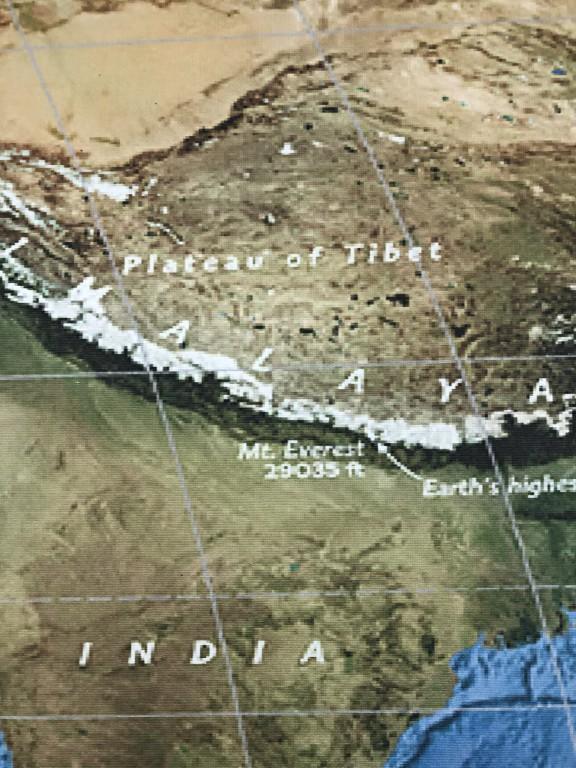 Plateau of Tibet
M A L A Y A
Mt. Everest
29035 ft
Earth's highes
I N D I A